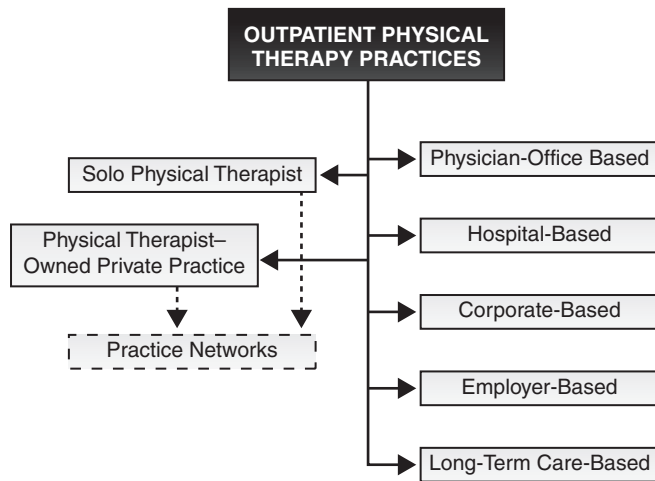 OUTPATIENT PHYSICAL
THERAPY PRACTICES
Solo Physical Therapist
Physical Therapist–
Owned Private Practice
Practice Networks
Physician-Office Based
Hospital-Based
Corporate-Based
Employer-Based
Long-Term Care-Based